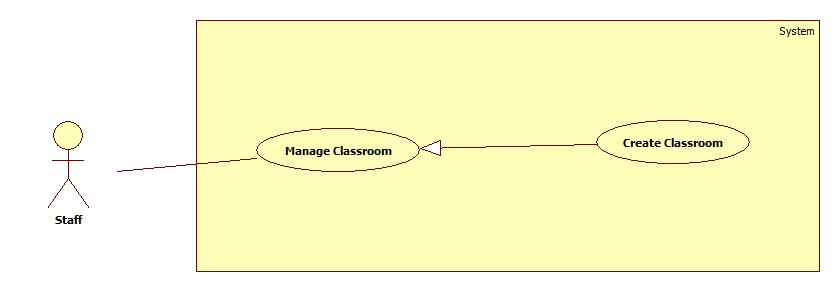 System
Manage Classroom
Create Classroom
Staff